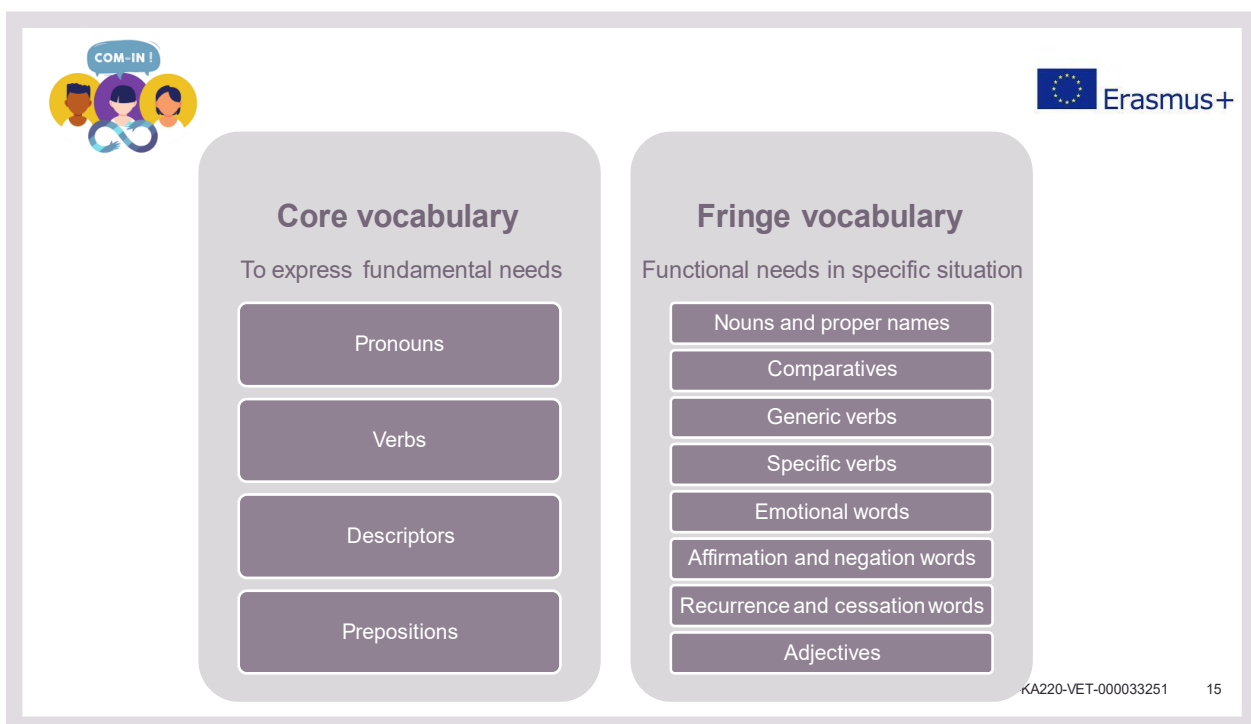 COM-IN !
Erasmus+
Core vocabulary
To express fundamental needs
Pronouns
Verbs
Descriptors
Prepositions
Fringe vocabulary
Functional needs in specific situation
Nouns and proper names
Comparatives
Generic verbs
Specific verbs
Emotional words
Affirmation and negation words
Recurrence and cessation words
Adjectives
KA220-VET-000033251
15